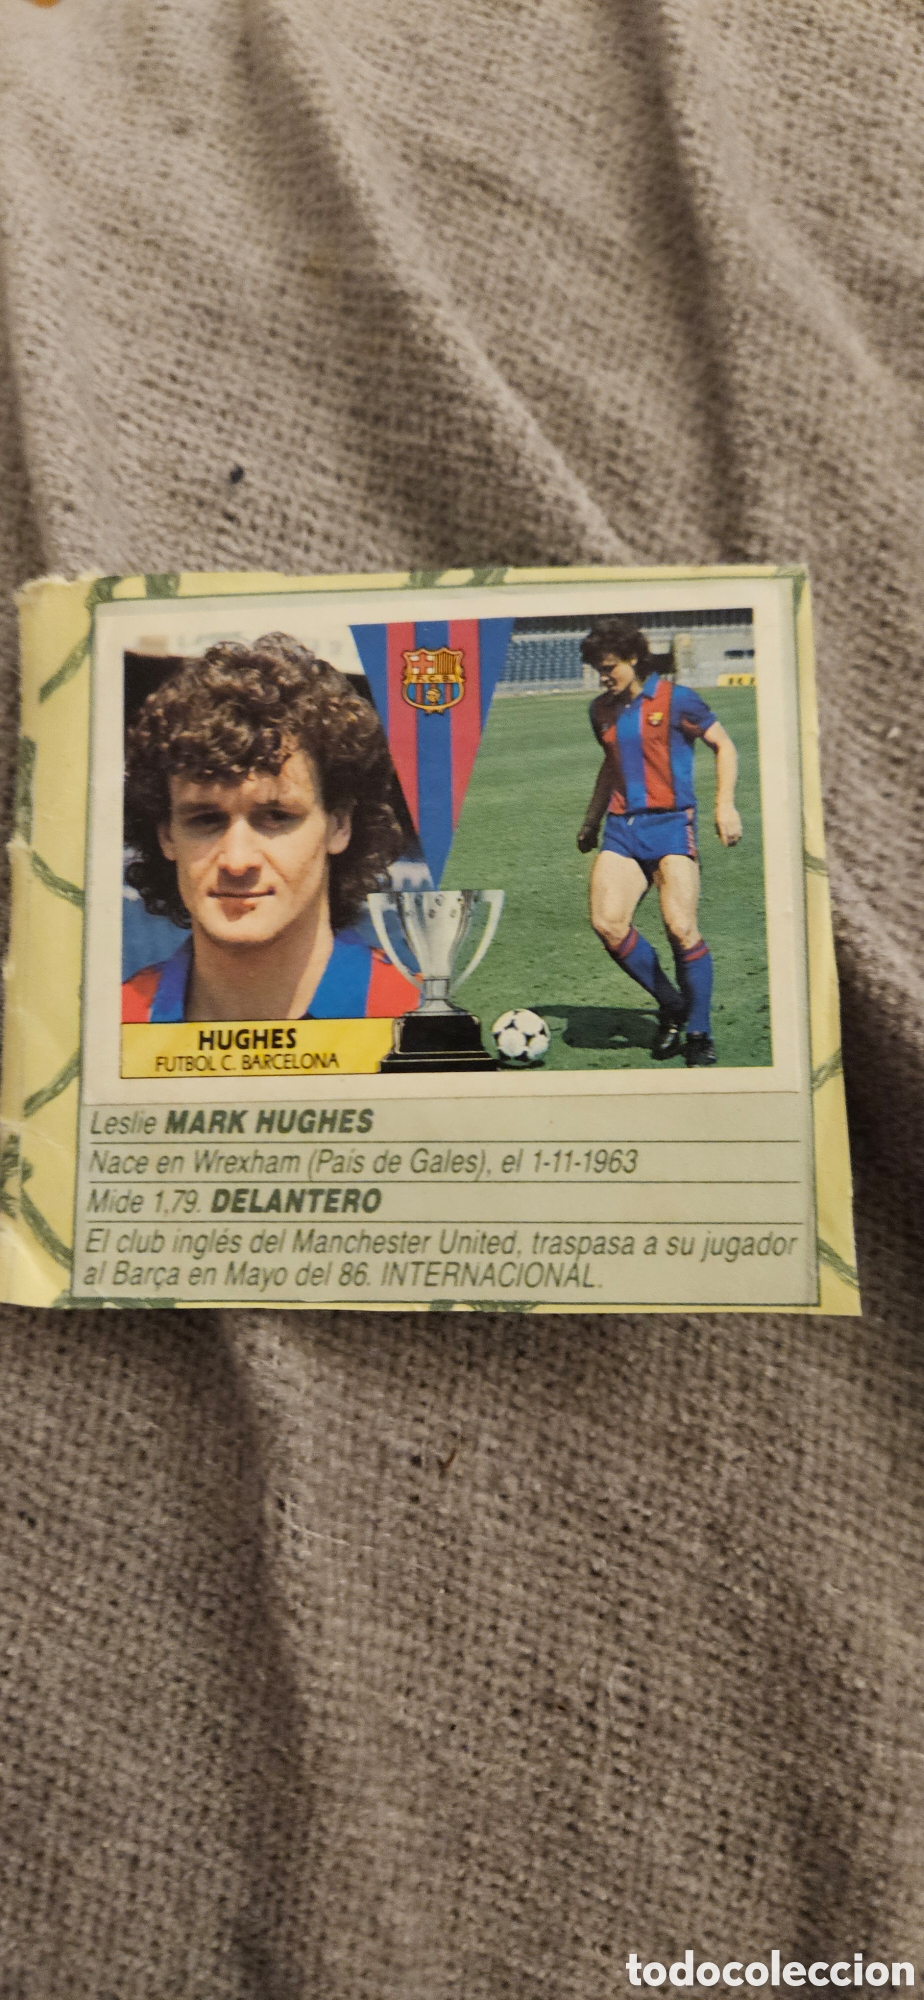 F.C.B.
HUGHES
FUTBOL C. BARCELONA
Leslie MARK HUGHES
Nace en Wrexham (País de Gales), el 1-11-1963
Mide 1,79. DELANTERO
El club inglés del Manchester United, traspasa a su jugador
al Barça en Mayo del 86. INTERNACIONAL.
todocoleccion